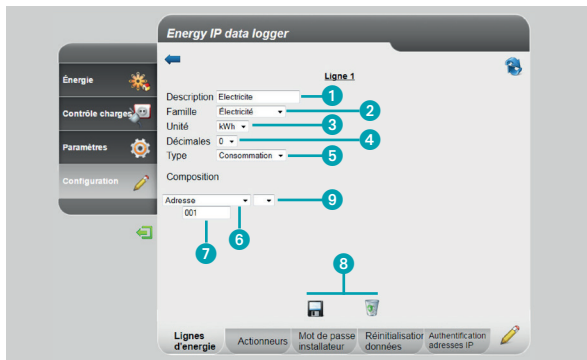 Energy IP data logger
Ligne 1
Énergie
Contrôle charges
Paramètres
Configuration
Description Electricite 1
Famille Électricité 2
Unité kWh 3
Décimales 0 4
Type Consommation 5
Composition
Adresse 9
001
6
7
8
Lignes d'energie
Actionneurs
Mot de passe installateur
Réinitialisation données
Authentification adresses IP